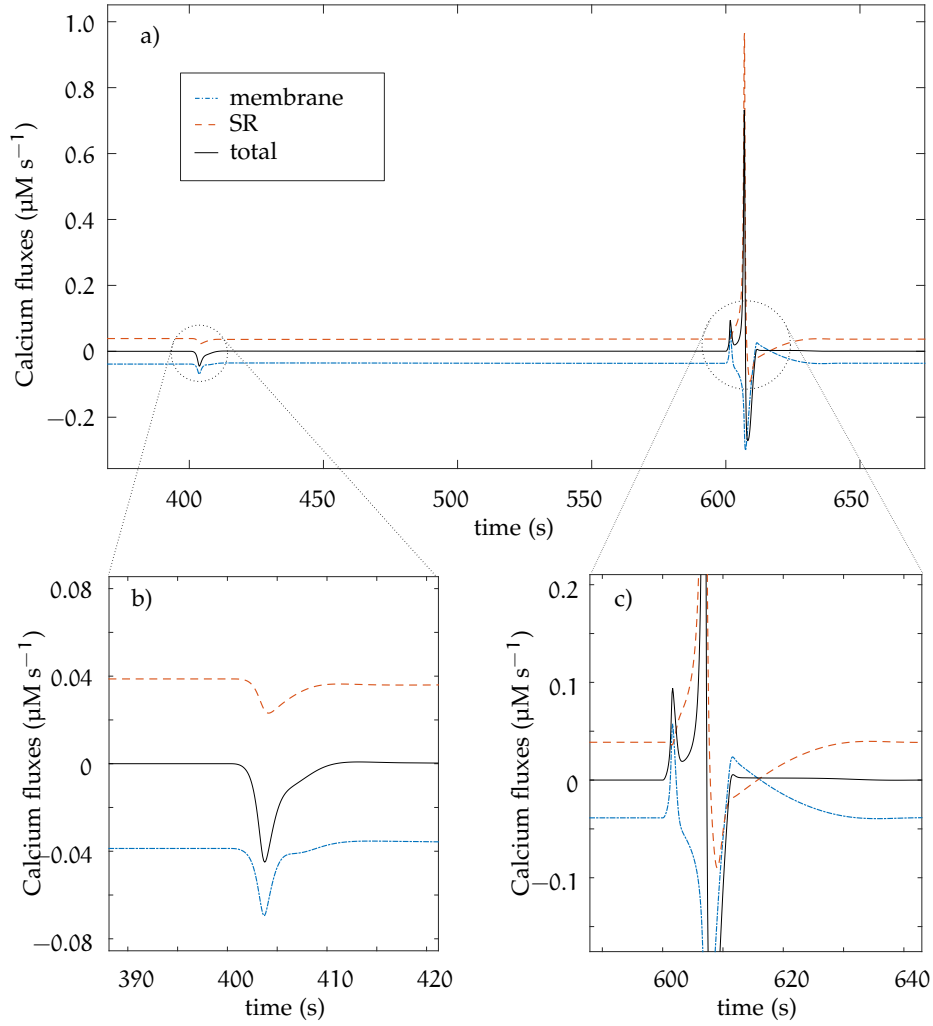 a)
1.0
0.8
0.6
0.4
0.2
0
−0.2
Calcium fluxes (μM s−1)
membrane
SR
total
400 450 500 550 600 650
time (s)
b)
0.08
0.04
0
−0.04
−0.08
Calcium fluxes (μM s−1)
390 400 410 420
time (s)
c)
0.2
0.1
0
−0.1
Calcium fluxes (μM s−1)
600 620 640
time (s)